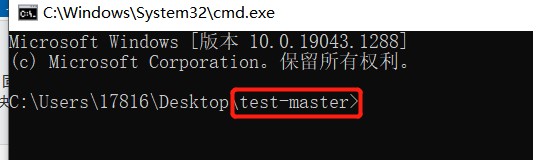 C:\Windows\System32\cmd.exe
Microsoft Windows [版本 10.0.19043.1288]
(c) Microsoft Corporation。保留所有权利。
C:\Users\17816\Desktop\test-master>